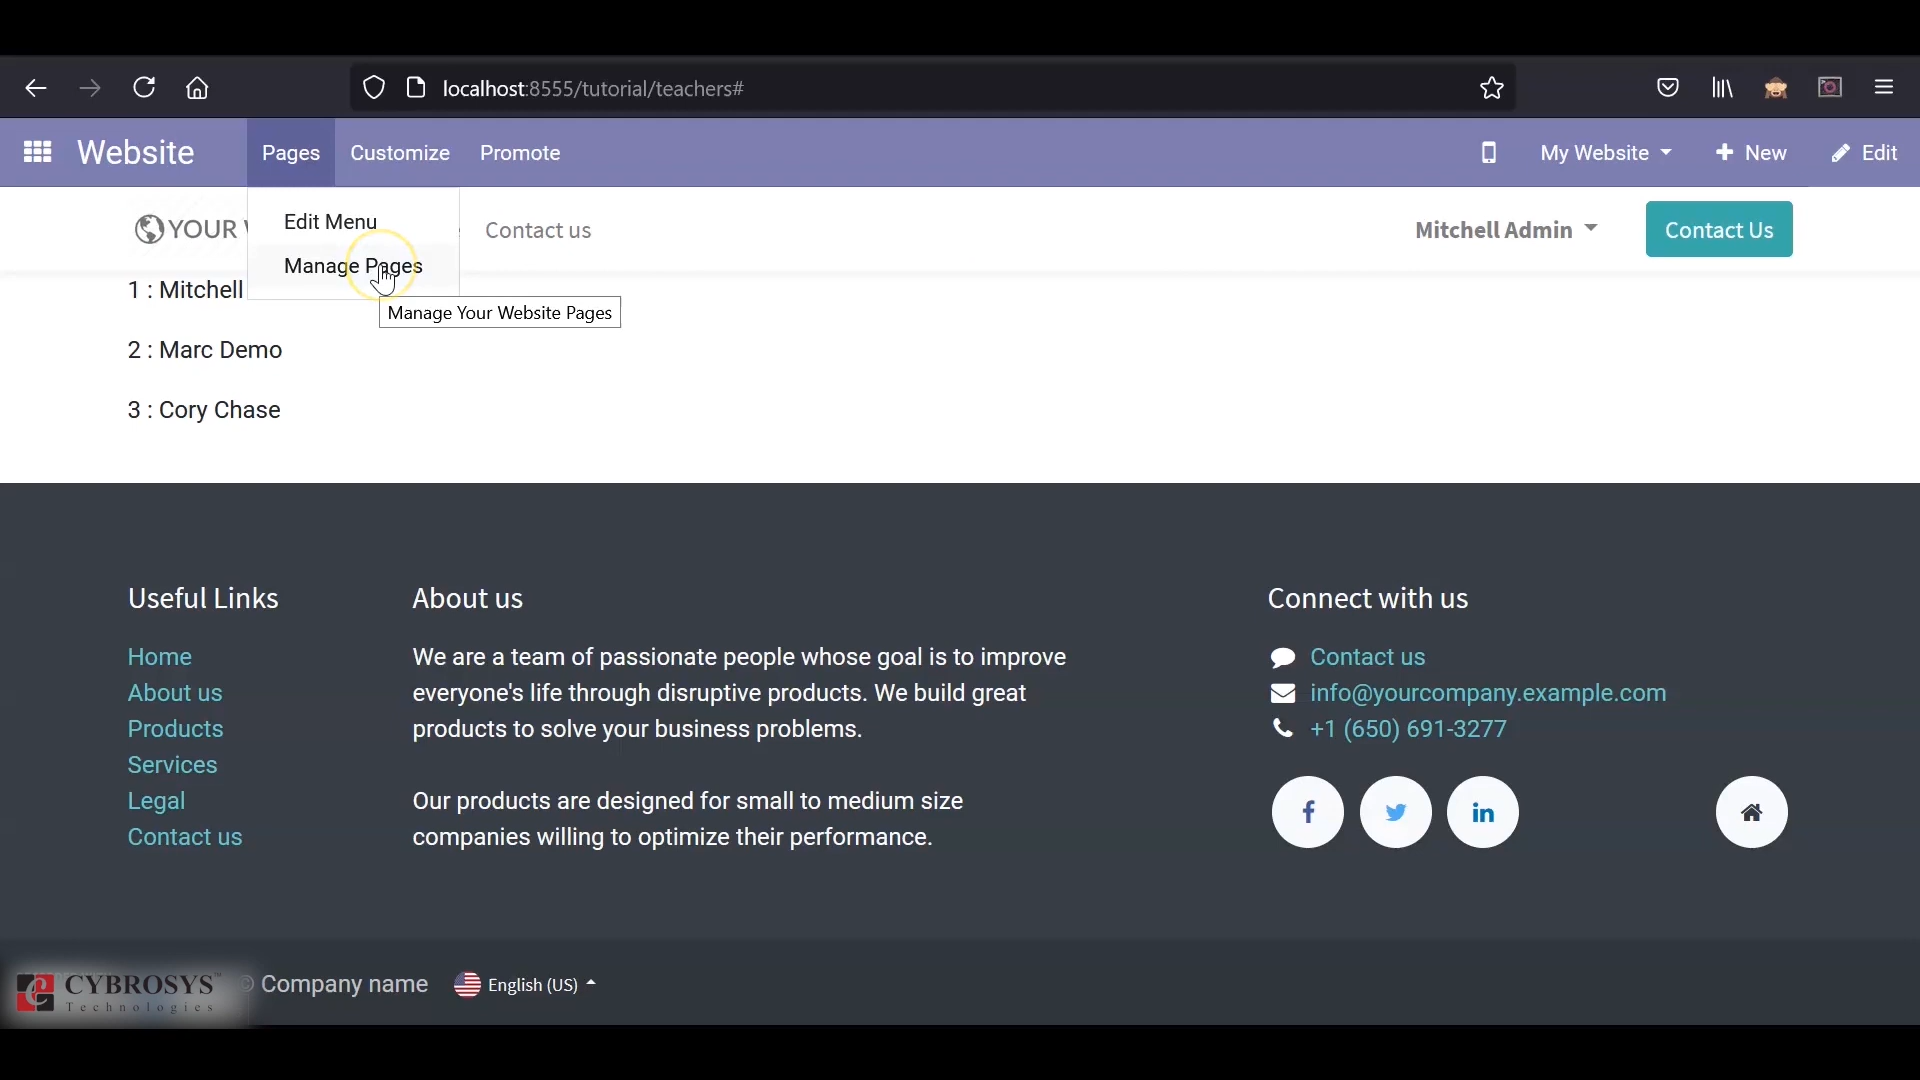 localhost:8555/tutorial/teachers#
Website Pages Customize Promote My Website New Edit
YOUR Contact us Mitchell Admin Contact Us
Edit Menu
Manage Pages
Manage Your Website Pages
1 : Mitchell
2 : Marc Demo
3 : Cory Chase
Useful Links
Home
About us
Products
Services
Legal
Contact us
About us
We are a team of passionate people whose goal is to improve
everyone's life through disruptive products. We build great
products to solve your business problems.
Our products are designed for small to medium size
companies willing to optimize their performance.
Connect with us
Contact us
info@yourcompany.example.com
+1 (650) 691-3277
CYBROSYS™
Technologies
© Company name English (US)